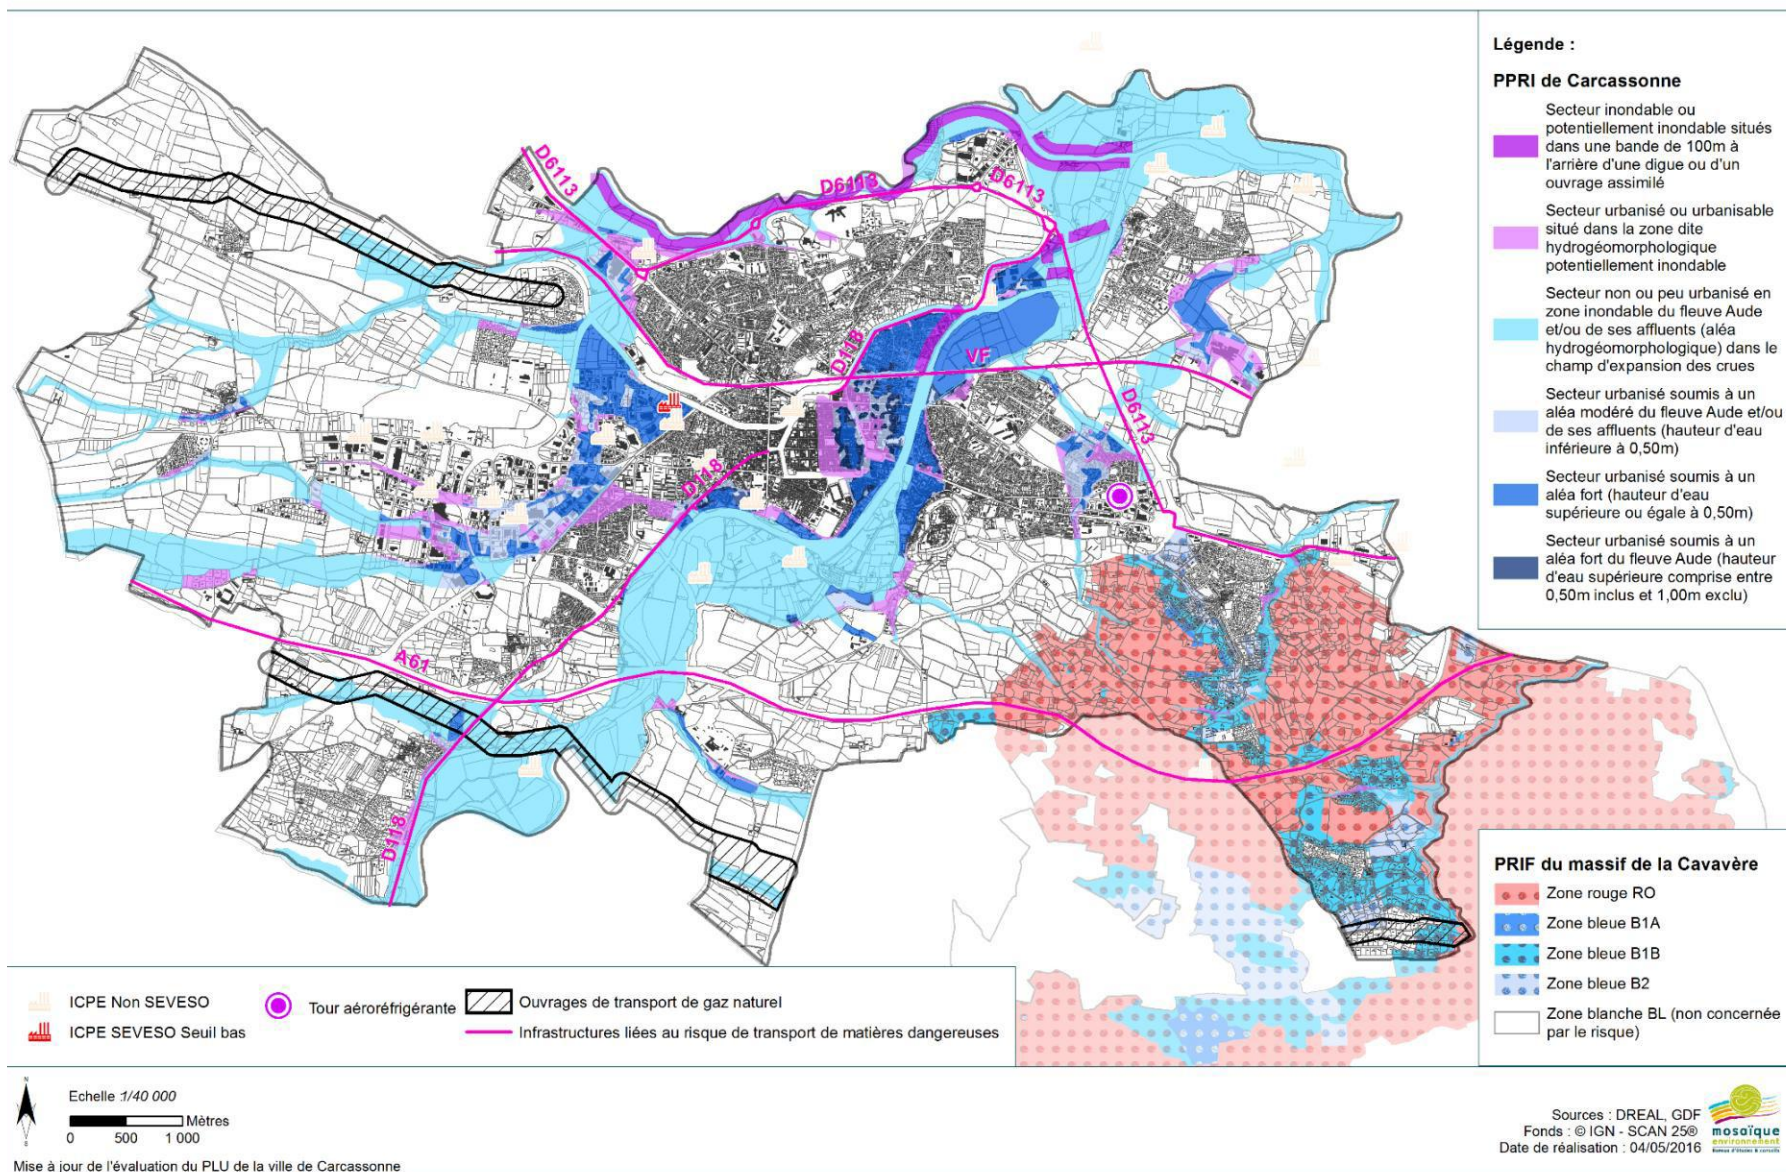 Légende :
PPRI de Carcassonne
Secteur inondable ou
potentiellement inondable situés
dans une bande de 100m à
l'arrière d'une digue ou d'un
ouvrage assimilé
Secteur urbanisé ou urbanisable
situé dans la zone dite
hydrogéomorphologique
potentiellement inondable
Secteur non ou peu urbanisé en
zone inondable du fleuve Aude
et/ou de ses affluents (aléa
hydrogéomorphologique) dans le
champ d'expansion des crues
Secteur urbanisé soumis à un
aléa modéré du fleuve Aude et/ou
de ses affluents (hauteur d'eau
inférieure à 0,50m)
Secteur urbanisé soumis à un
aléa fort (hauteur d'eau
supérieure ou égale à 0,50m)
Secteur urbanisé soumis à un
aléa fort du fleuve Aude (hauteur
d'eau supérieure comprise entre
0,50m inclus et 1,00m exclu)
D6113
D6113
D6113
D118
VF
D6113
D118
A61
D118
PRIF du massif de la Cavavère
Zone rouge RO
Zone bleue B1A
Zone bleue B1B
Zone bleue B2
Zone blanche BL (non concernée
par le risque)
ICPE Non SEVESO
ICPE SEVESO Seuil bas
Tour aéroréfrigérante
Ouvrages de transport de gaz naturel
Infrastructures liées au risque de transport de matières dangereuses
N
Echelle :1/40 000
Mètres
0 500 1 000
Mise à jour de l'évaluation du PLU de la ville de Carcassonne
Sources : DREAL, GDF
Fonds : © IGN - SCAN 25®
Date de réalisation : 04/05/2016
mosaïque
environnement
Bureau d'études & conseils